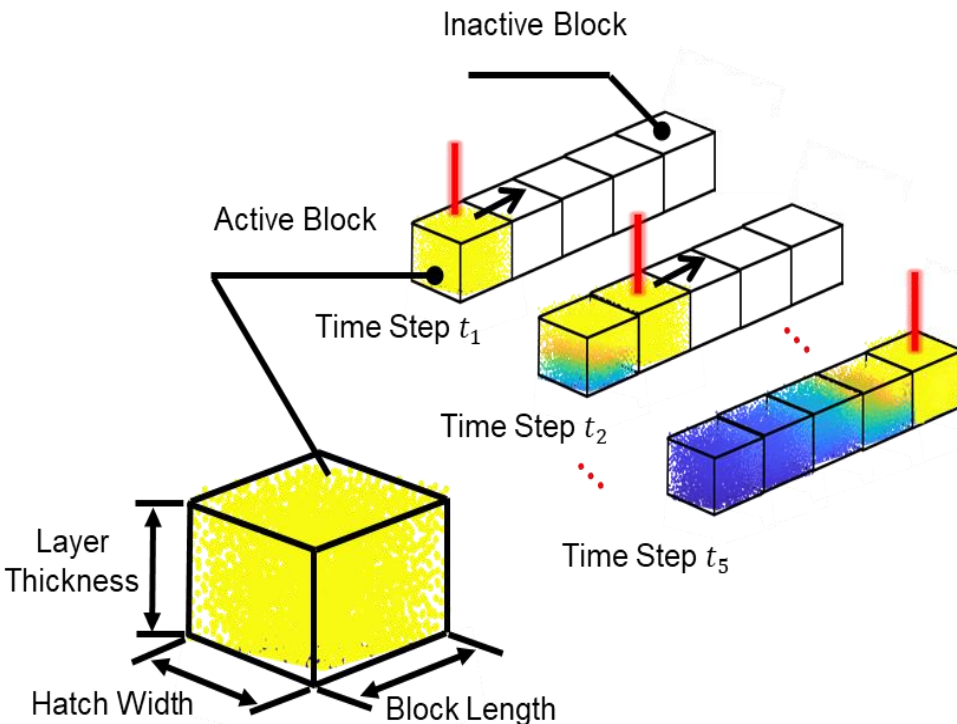 Inactive Block
Active Block
Time Step t₁
Time Step t₂
Time Step t₅
Layer
Thickness
Hatch Width
Block Length